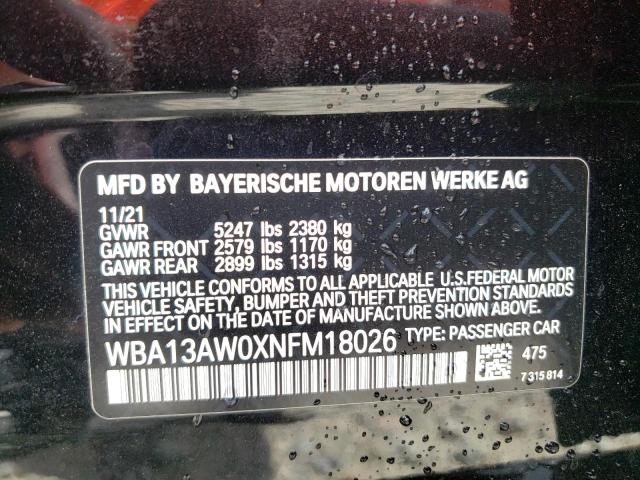 MFD BY BAYERISCHE MOTOREN WERKE AG
11/21
GVWR 5247 lbs 2380 kg
GAWR FRONT 2579 lbs 1170 kg
GAWR REAR 2899 lbs 1315 kg
THIS VEHICLE CONFORMS TO ALL APPLICABLE U.S.FEDERAL MOTOR
VEHICLE SAFETY, BUMPER AND THEFT PREVENTION STANDARDS
IN EFFECT ON THE DATE OF MANUFACTURE SHOWN ABOVE.
WBA13AW0XNFM18026 TYPE: PASSENGER CAR
475
7 315 814